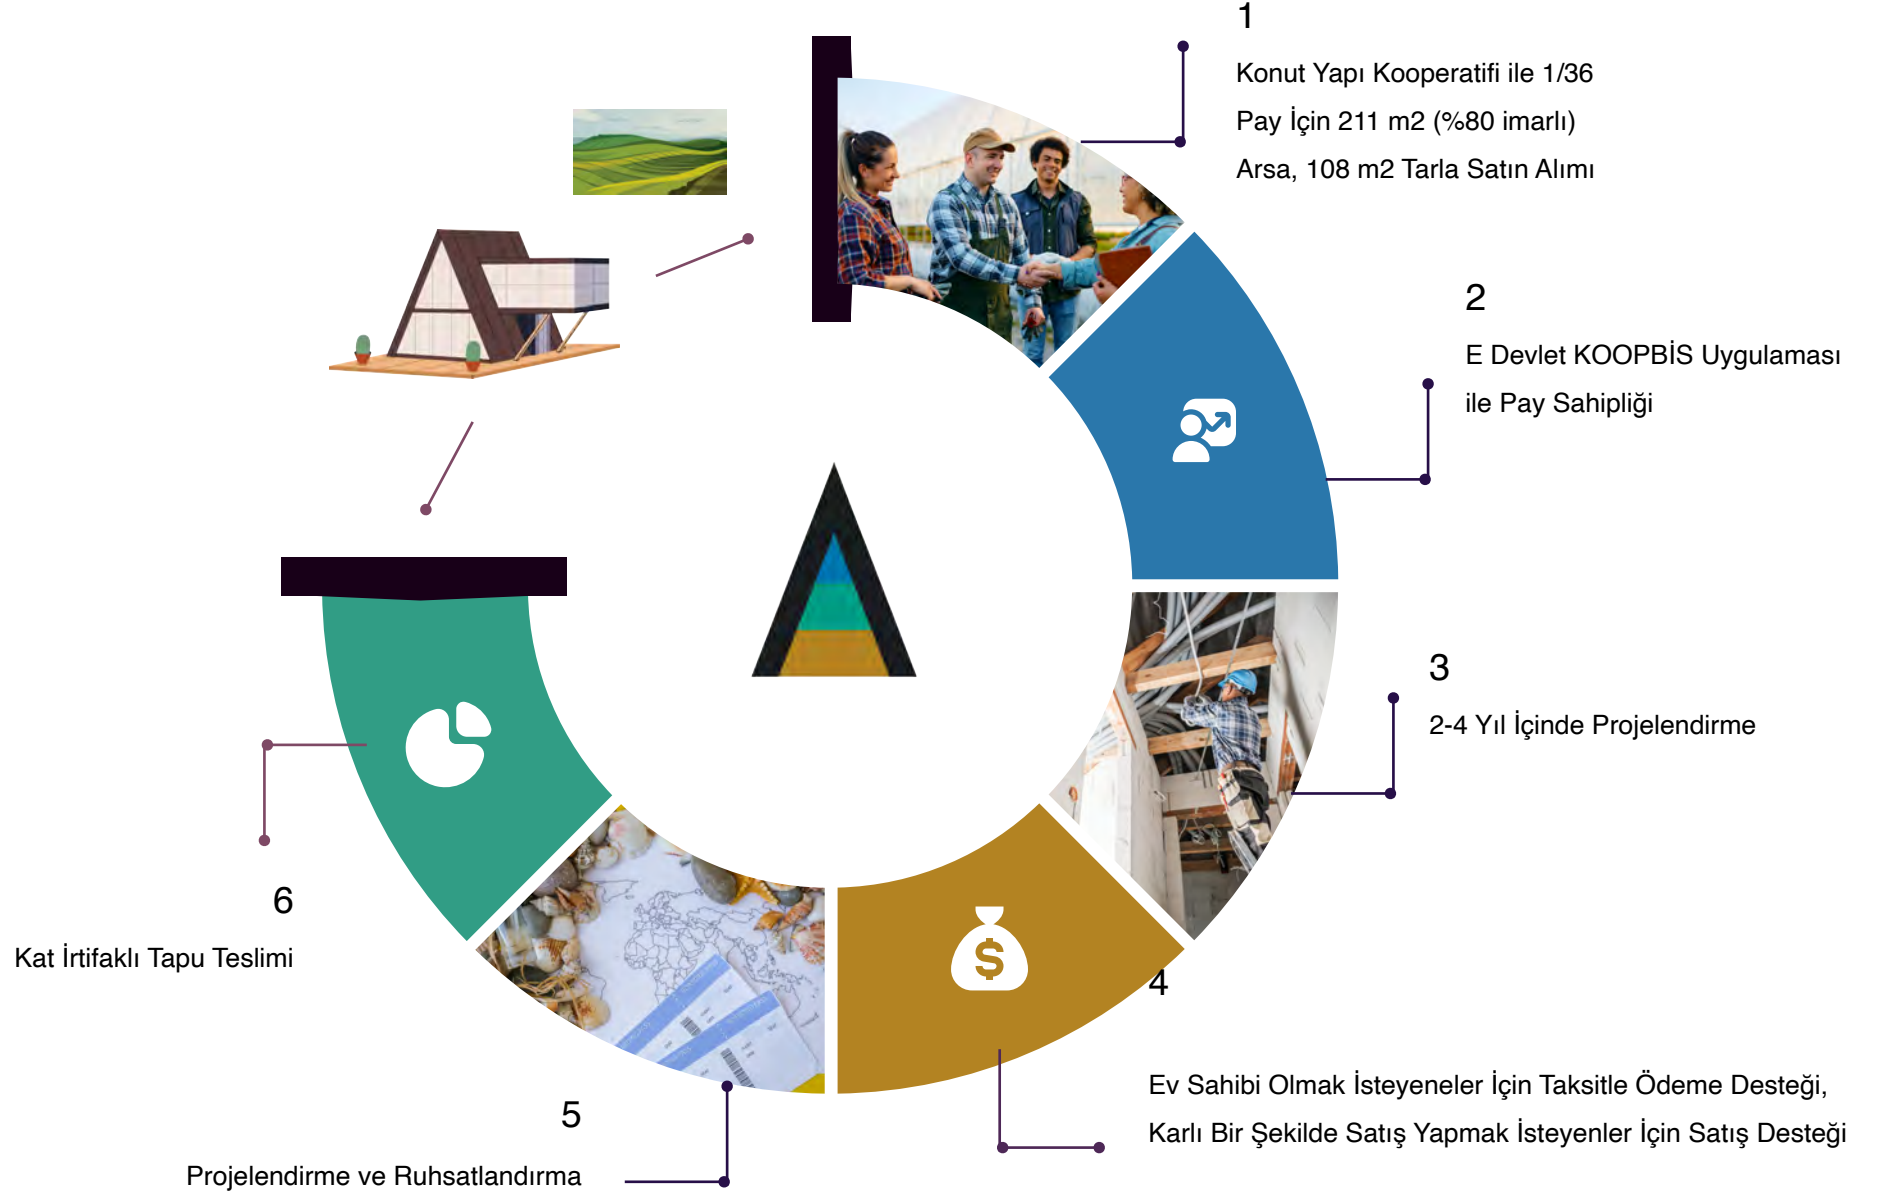 1
Konut Yapı Kooperatifi ile 1/36
Pay İçin 211 m2 (%80 imarlı)
Arsa, 108 m2 Tarla Satın Alımı
2
E Devlet KOOPBİS Uygulaması
ile Pay Sahipliği
3
2-4 Yıl İçinde Projelendirme
4
Ev Sahibi Olmak İsteyeneler İçin Taksitle Ödeme Desteği,
Karlı Bir Şekilde Satış Yapmak İsteyenler İçin Satış Desteği
5
Projelendirme ve Ruhsatlandırma
6
Kat İrtifaklı Tapu Teslimi